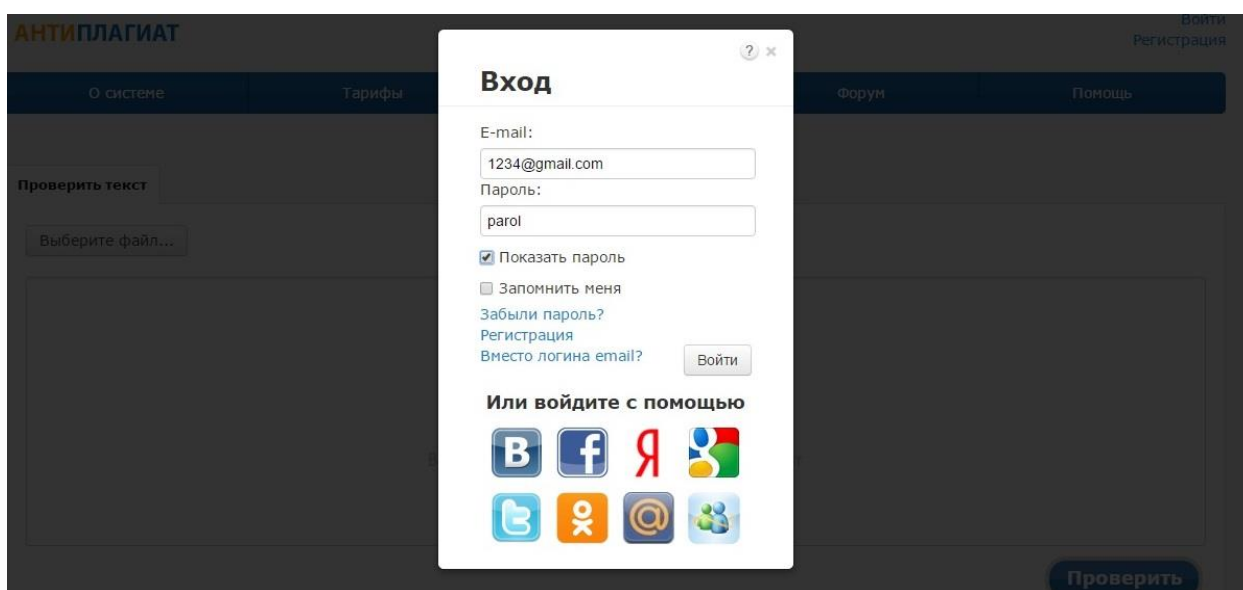 АНТИПЛАГИАТ
Войти
Регистрация
О системе
Тарифы
Форум
Помощь
Проверить текст
Выберите файл...
?
×
Вход
E-mail:
1234@gmail.com
Пароль:
parol
Показать пароль
Запомнить меня
Забыли пароль?
Регистрация
Вместо логина email?
Войти
Или войдите с помощью
В f Я g
t @
Проверить